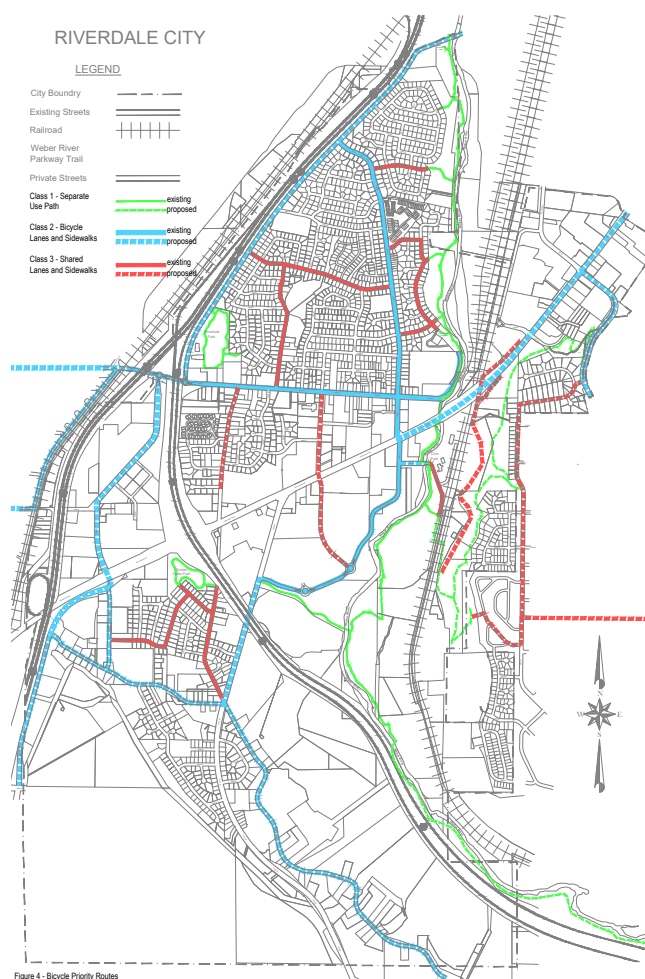 RIVERDALE CITY
LEGEND
City Boundry
Existing Streets
Railroad
Weber River
Parkway Trail
Private Streets
Class 1 - Separate
Use Path
existing
proposed
Class 2 - Bicycle
Lanes and Sidewalks
existing
proposed
Class 3 - Shared
Lanes and Sidewalks
existing
proposed
N
W
E
S
Figure 4 - Bicycle Priority Routes